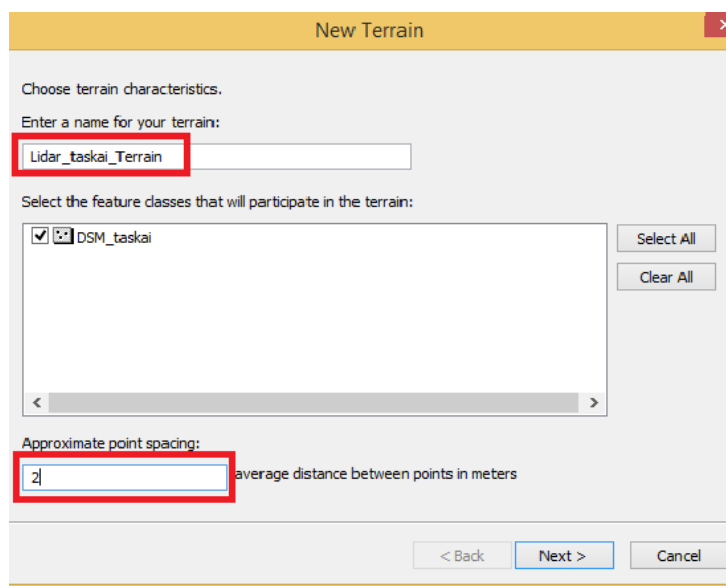 New Terrain
Choose terrain characteristics.
Enter a name for your terrain:
Lidar_taskai_Terrain
Select the feature classes that will participate in the terrain:
DSM_taskai
Select All
Clear All
Approximate point spacing:
2 average distance between points in meters
< Back Next > Cancel